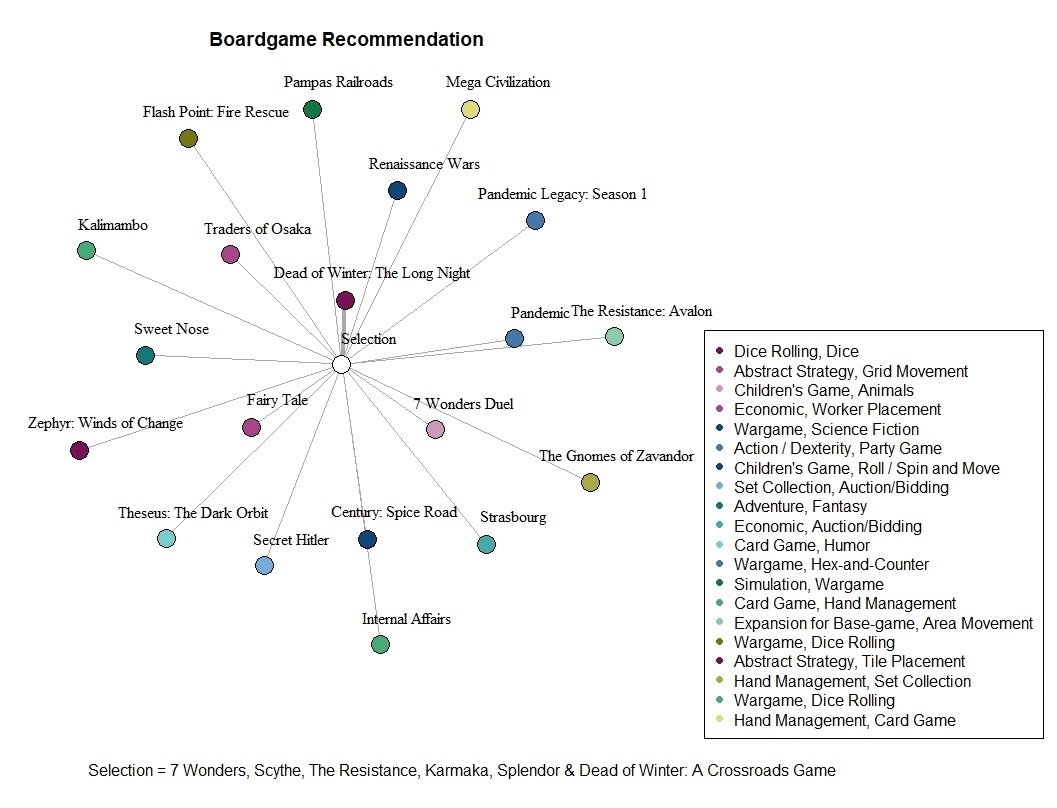 Boardgame Recommendation
Pampas Railroads
Mega Civilization
Flash Point: Fire Rescue
Renaissance Wars
Pandemic Legacy: Season 1
Kalimambo
Traders of Osaka
Dead of Winter: The Long Night
Pandemic
The Resistance: Avalon
Sweet Nose
Selection
Fairy Tale
7 Wonders Duel
Zephyr: Winds of Change
The Gnomes of Zavandor
Theseus: The Dark Orbit
Century: Spice Road
Strasbourg
Secret Hitler
Internal Affairs
Dice Rolling, Dice
Abstract Strategy, Grid Movement
Children's Game, Animals
Economic, Worker Placement
Wargame, Science Fiction
Action / Dexterity, Party Game
Children's Game, Roll / Spin and Move
Set Collection, Auction/Bidding
Adventure, Fantasy
Economic, Auction/Bidding
Card Game, Humor
Wargame, Hex-and-Counter
Simulation, Wargame
Card Game, Hand Management
Expansion for Base-game, Area Movement
Wargame, Dice Rolling
Abstract Strategy, Tile Placement
Hand Management, Set Collection
Wargame, Dice Rolling
Hand Management, Card Game
Selection = 7 Wonders, Scythe, The Resistance, Karmaka, Splendor & Dead of Winter: A Crossroads Game